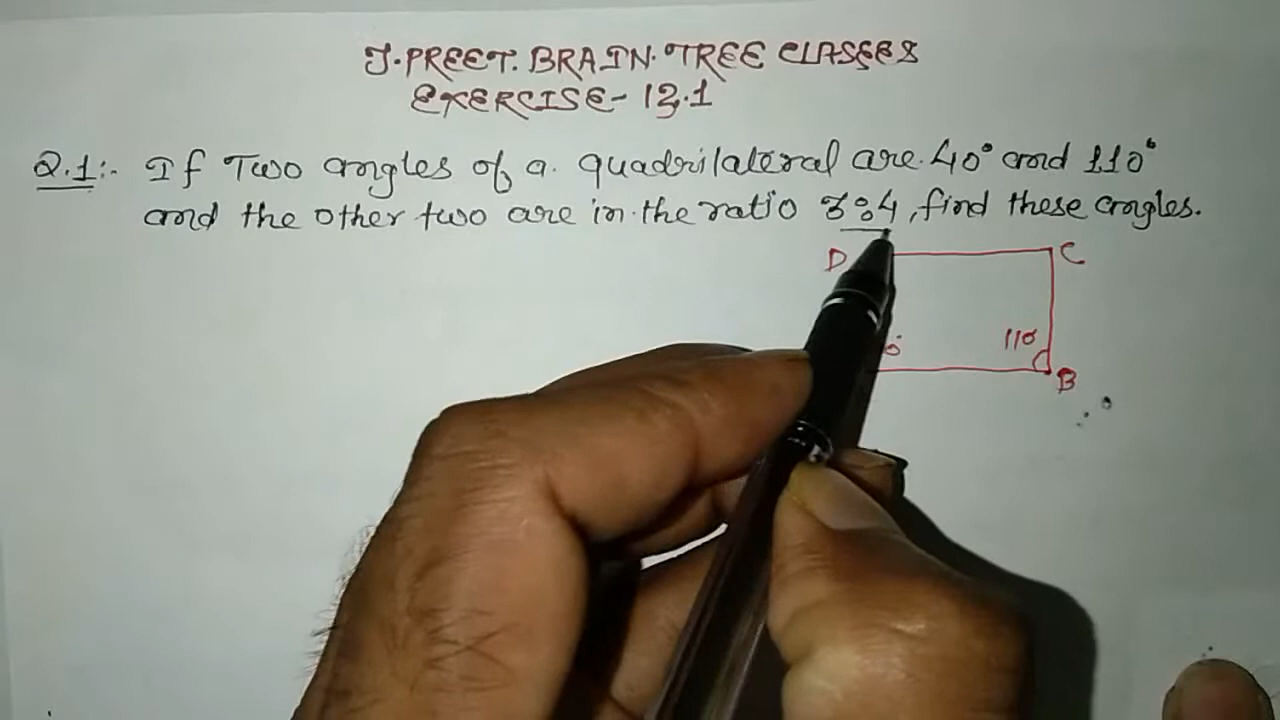 J. PREET. BRAIN. TREE CLASSES
EXERCISE - 13.1
Q.1:- If Two angles of a. quadrilateral are. 40° and 110°
and the other two are in the ratio 3:4, find these angles.
D C
° 110
B